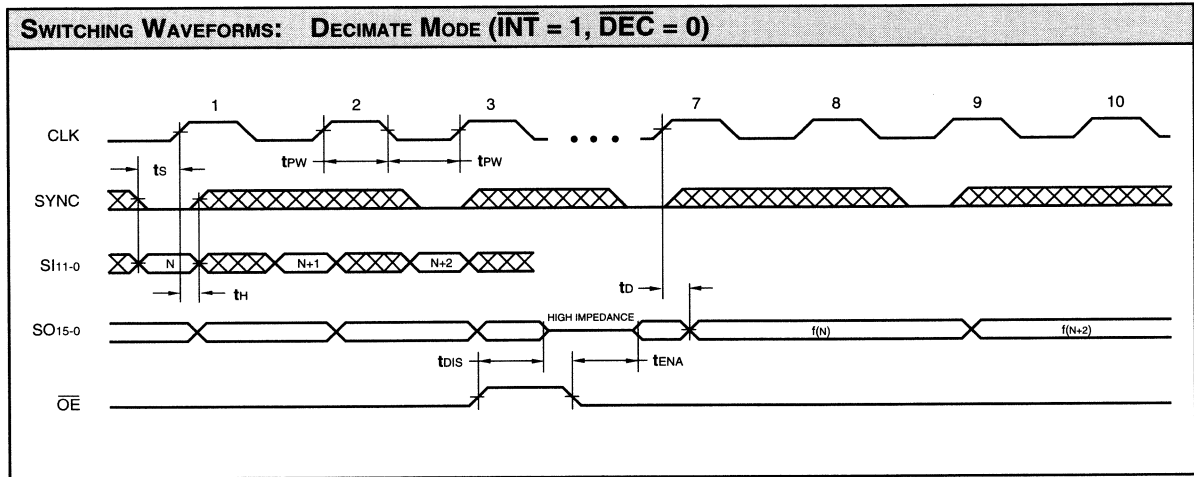 SWITCHING WAVEFORMS: DECIMATE MODE (INT = 1, DEC = 0)
1 2 3 7 8 9 10
CLK
tPW tPW
tS
SYNC
SI11-0 N N+1 N+2
tH
tD
SO15-0 HIGH IMPEDANCE f(N) f(N+2)
tDIS tENA
OE